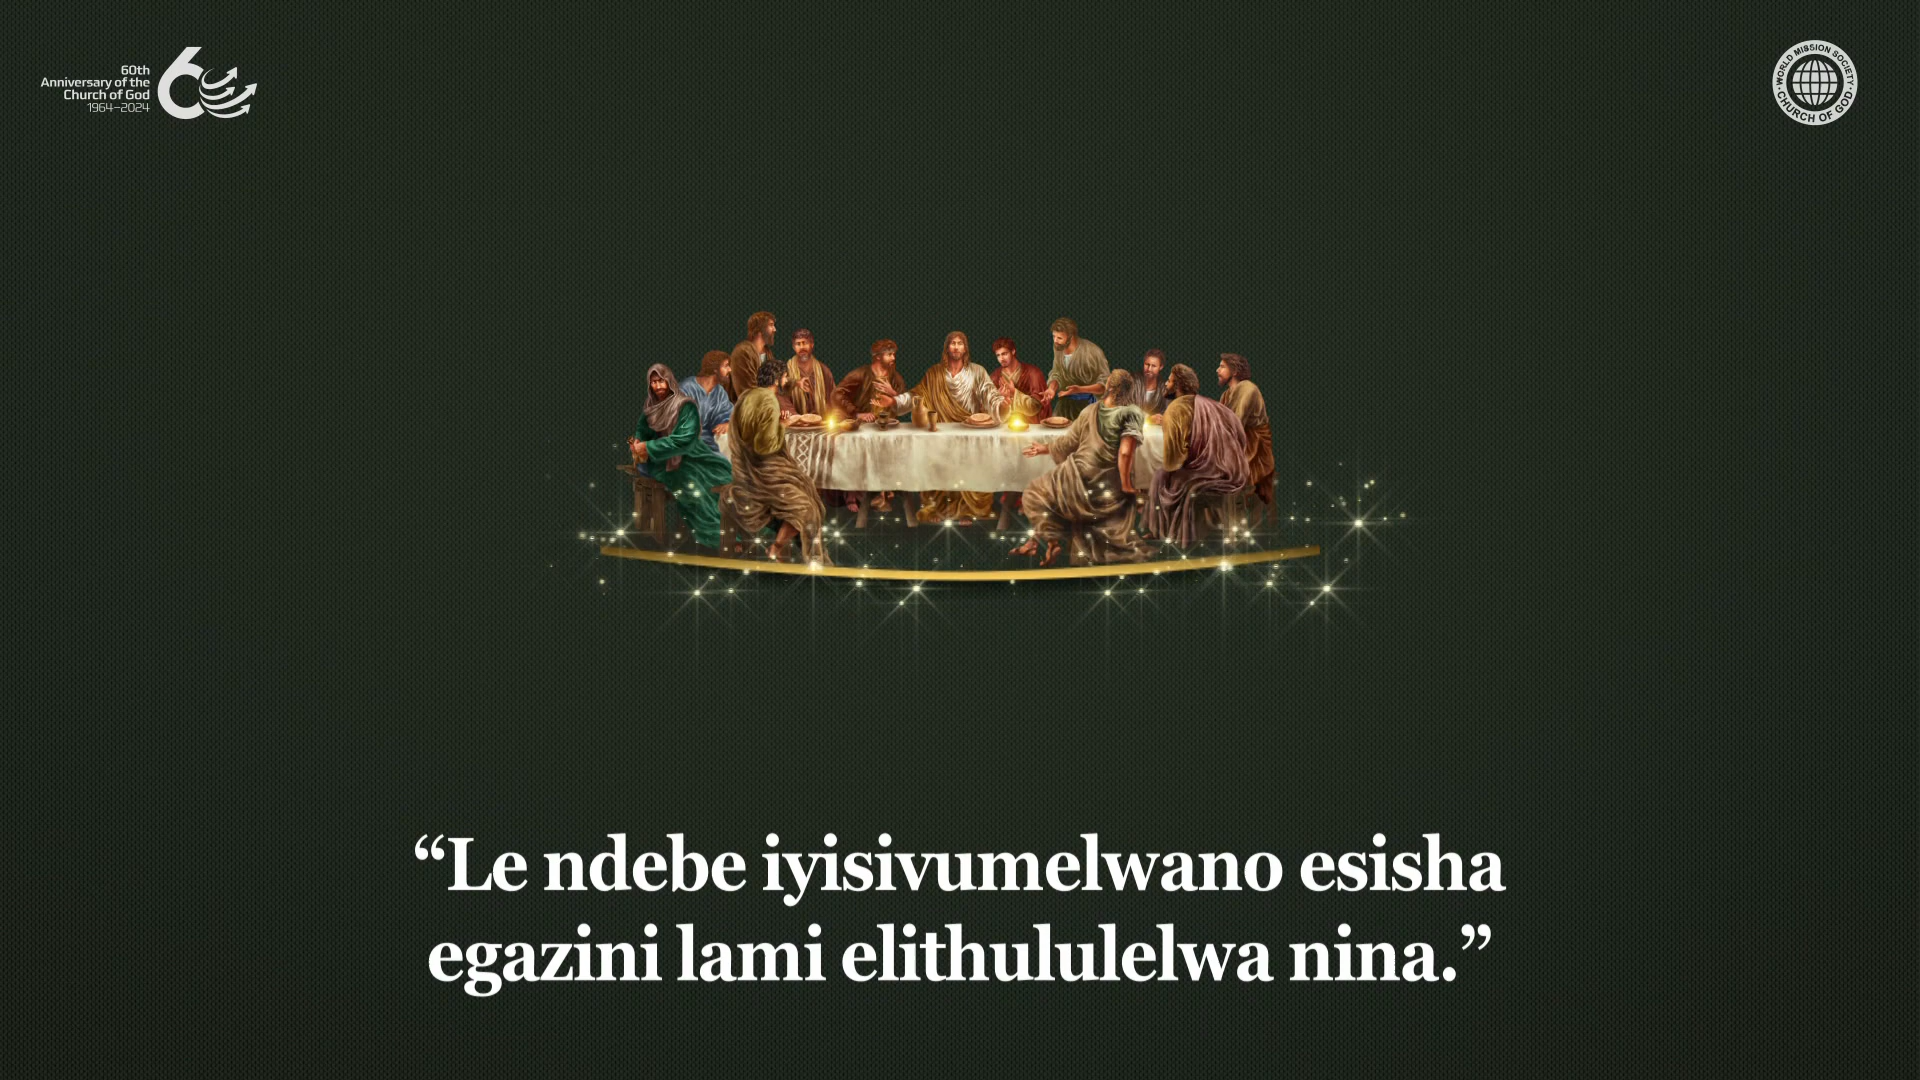 60th
Anniversary of the
Church of God
1964–2024
60
WORLD MISSION SOCIETY
CHURCH OF GOD
“Le ndebe iyisivumelwano esisha
egazini lami elithululelwa nina.”